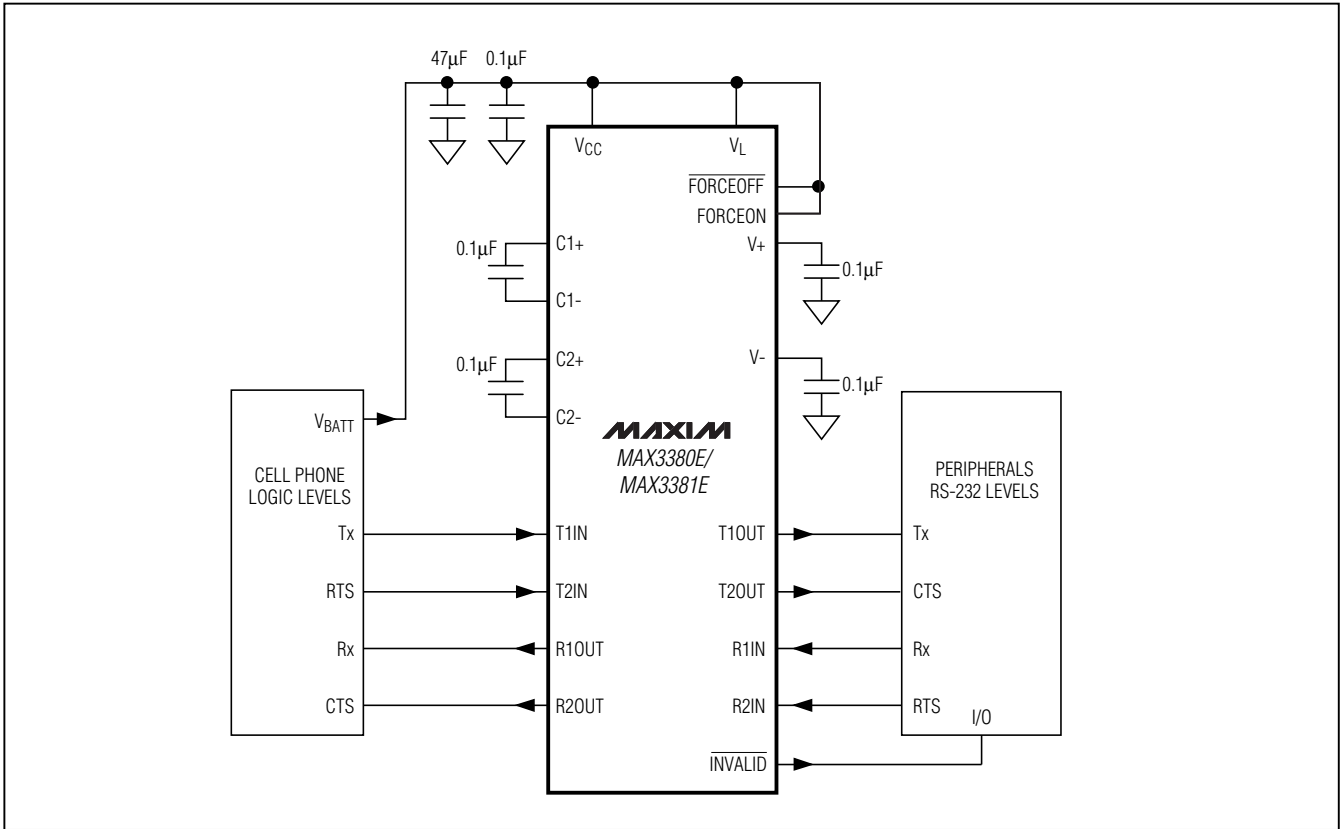 47μF 0.1μF
VCC VL
FORCEOFF
FORCEON
0.1μF
C1+
C1-
V+
0.1μF
0.1μF
C2+
C2-
V-
0.1μF
MAXIM
MAX3380E/
MAX3381E
VBATT
CELL PHONE
LOGIC LEVELS
Tx
RTS
Rx
CTS
T1IN
T2IN
R1OUT
R2OUT
T1OUT
T2OUT
R1IN
R2IN
INVALID
PERIPHERALS
RS-232 LEVELS
Tx
CTS
Rx
RTS
I/O